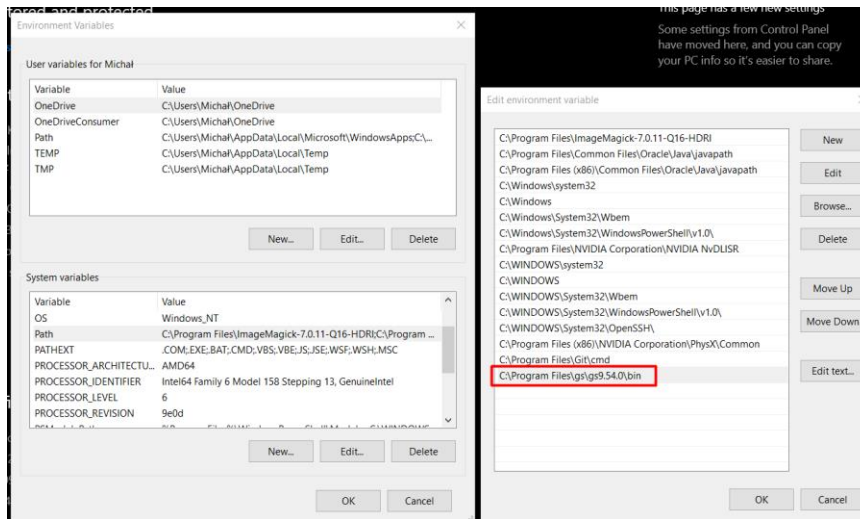 tored and protected
This page has a few new settings
Some settings from Control Panel
have moved here, and you can copy
your PC info so it's easier to share.
Environment Variables
User variables for Michał
Variable Value
OneDrive C:\Users\Michał\OneDrive
OneDriveConsumer C:\Users\Michał\OneDrive
Path C:\Users\Michał\AppData\Local\Microsoft\WindowsApps;C:\...
TEMP C:\Users\Michał\AppData\Local\Temp
TMP C:\Users\Michał\AppData\Local\Temp
New... Edit... Delete
System variables
Variable Value
OS Windows_NT
Path C:\Program Files\ImageMagick-7.0.11-Q16-HDRI;C:\Program ...
PATHEXT .COM;.EXE;.BAT;.CMD;.VBS;.VBE;.JS;.JSE;.WSF;.WSH;.MSC
PROCESSOR_ARCHITECTU... AMD64
PROCESSOR_IDENTIFIER Intel64 Family 6 Model 158 Stepping 13, GenuineIntel
PROCESSOR_LEVEL 6
PROCESSOR_REVISION 9e0d
New... Edit... Delete
OK Cancel
Edit environment variable
C:\Program Files\ImageMagick-7.0.11-Q16-HDRI
C:\Program Files\Common Files\Oracle\Java\javapath
C:\Program Files (x86)\Common Files\Oracle\Java\javapath
C:\Windows\system32
C:\Windows
C:\Windows\System32\Wbem
C:\Windows\System32\WindowsPowerShell\v1.0\
C:\Program Files\NVIDIA Corporation\NVIDIA NvDLISR
C:\WINDOWS\system32
C:\WINDOWS
C:\WINDOWS\System32\Wbem
C:\WINDOWS\System32\WindowsPowerShell\v1.0\
C:\WINDOWS\System32\OpenSSH\
C:\Program Files (x86)\NVIDIA Corporation\PhysX\Common
C:\Program Files\Git\cmd
C:\Program Files\gs\gs9.54.0\bin
New
Edit
Browse...
Delete
Move Up
Move Down
Edit text...
OK Cancel